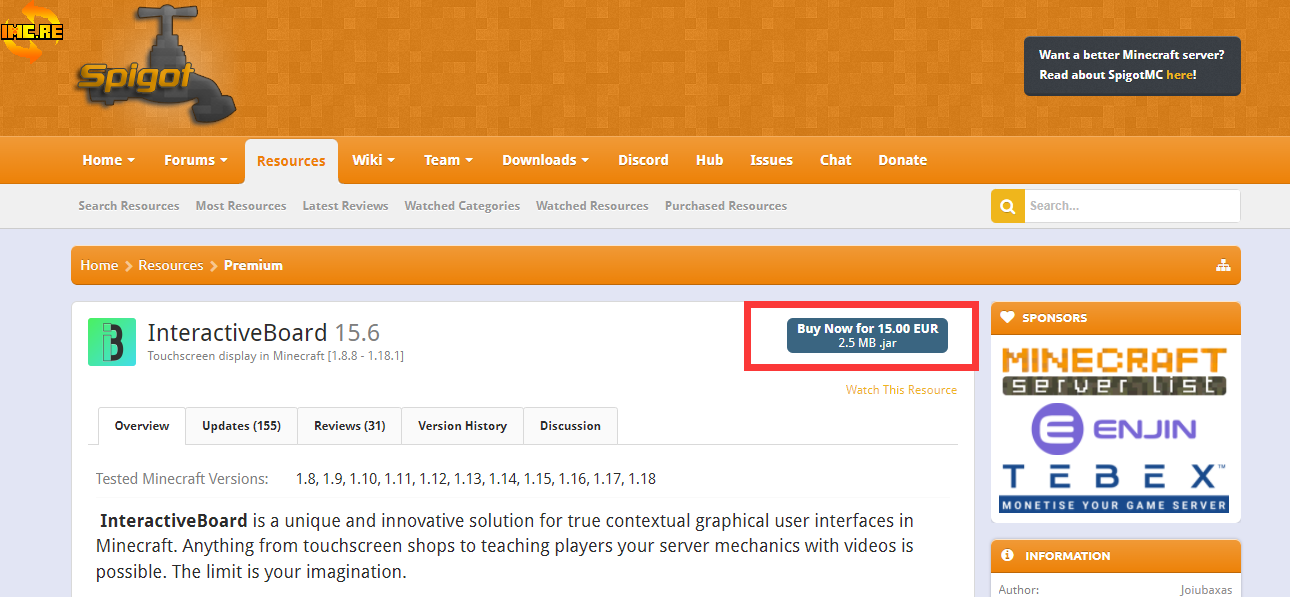 IMC.RE
Spigot
Want a better Minecraft server?
Read about SpigotMC here!
Home Forums Resources Wiki Team Downloads Discord Hub Issues Chat Donate
Search Resources Most Resources Latest Reviews Watched Categories Watched Resources Purchased Resources
Search...
Home Resources Premium
iB
InteractiveBoard 15.6
Touchscreen display in Minecraft [1.8.8 - 1.18.1]
Buy Now for 15.00 EUR
2.5 MB .jar
Watch This Resource
Overview Updates (155) Reviews (31) Version History Discussion
Tested Minecraft Versions: 1.8, 1.9, 1.10, 1.11, 1.12, 1.13, 1.14, 1.15, 1.16, 1.17, 1.18
InteractiveBoard is a unique and innovative solution for true contextual graphical user interfaces in
Minecraft. Anything from touchscreen shops to teaching players your server mechanics with videos is
possible. The limit is your imagination.
SPONSORS
MINECRAFT
server list
ENJIN
TEBEX™
MONETISE YOUR GAME SERVER
INFORMATION
Author: Joiubaxas